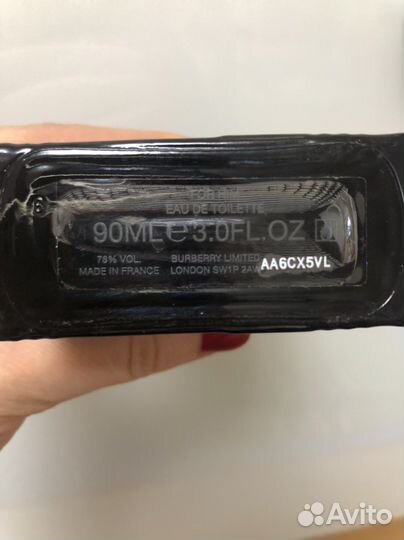 EAU DE TOILETTE
90ML℮3.0FL.OZ
78% VOL. BURBERRY LIMITED
MADE IN FRANCE LONDON SW1P 2AW
AA6CX5VL
Avito